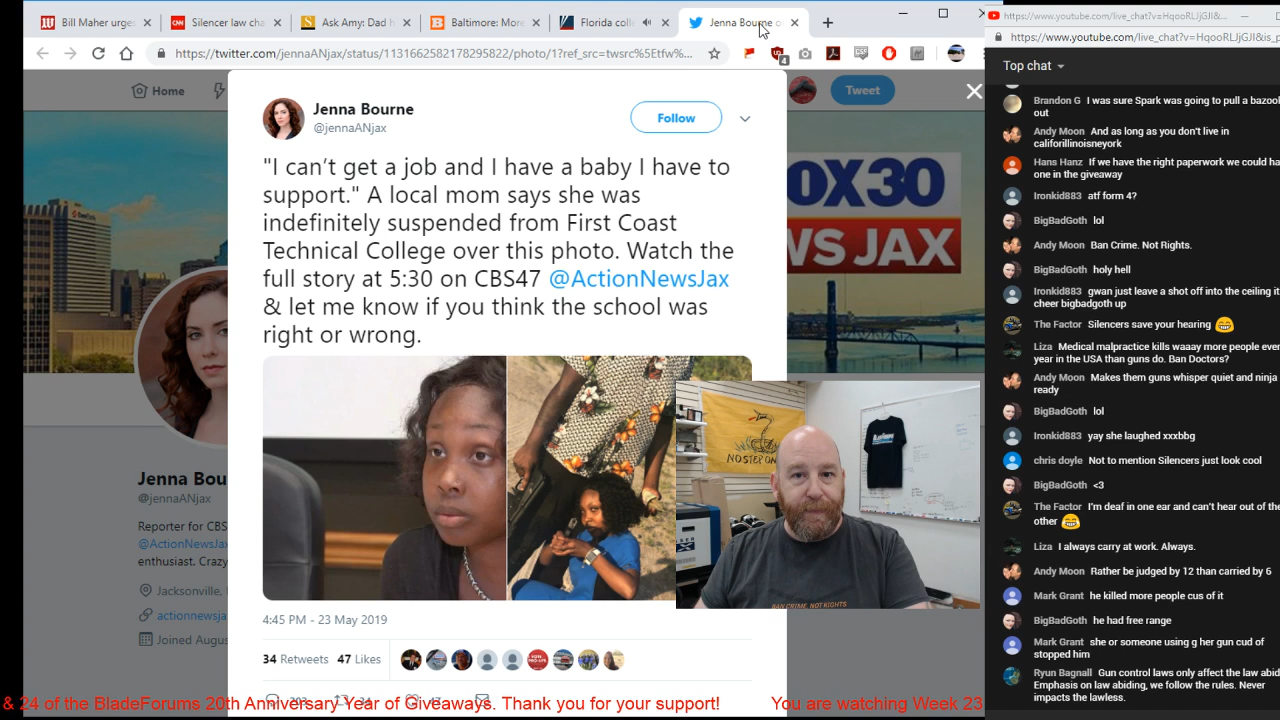 Bill Maher urges
Silencer law cha
Ask Amy: Dad h
Baltimore: More
Florida coll
Jenna Bourne o
https://twitter.com/jennaANjax/status/1131662582178295822/photo/1?ref_src=twsrc%5Etfw%...
Home
Tweet
Jenna Bourne
@jennaANjax
Follow
"I can't get a job and I have a baby I have to
support." A local mom says she was
indefinitely suspended from First Coast
Technical College over this photo. Watch the
full story at 5:30 on CBS47 @ActionNewsJax
& let me know if you think the school was
right or wrong.
4:45 PM - 23 May 2019
34 Retweets 47 Likes
OX30
WS JAX
Jenna Bou
@jennaANjax
Reporter for CBS
@ActionNewsJax
enthusiast. Crazy
Jacksonville,
actionnewsja
Joined Augus
NO STEP ON
BAN CRIME, NOT RIGHTS
https://www.youtube.com/live_chat?v=HqooRLJjGJI&...
https://www.youtube.com/live_chat?v=HqooRLJjGJI&is_p
Top chat
Brandon G I was sure Spark was going to pull a bazool
out
Andy Moon And as long as you don't live in
califorillinoisneyork
Hans Hanz If we have the right paperwork we could ha
one in the giveaway
Ironkid883 atf form 4?
BigBadGoth lol
Andy Moon Ban Crime. Not Rights.
BigBadGoth holy hell
Ironkid883 gwan just leave a shot off into the ceiling it
cheer bigbadgoth up
The Factor Silencers save your hearing 😂
Liza Medical malpractice kills waaay more people ever
year in the USA than guns do. Ban Doctors?
Andy Moon Makes them guns whisper quiet and ninja
ready
BigBadGoth lol
Ironkid883 yay she laughed xxxbbg
chris doyle Not to mention Silencers just look cool
BigBadGoth <3
The Factor I'm deaf in one ear and can't hear out of the
other 😂
Liza I always carry at work. Always.
Andy Moon Rather be judged by 12 than carried by 6
Mark Grant he killed more people cus of it
BigBadGoth he had free range
Mark Grant she or someone using g her gun cud of
stopped him
Ryun Bagnall Gun control laws only affect the law abid
Emphasis on law abiding, we follow the rules. Never
impacts the lawless.
& 24 of the BladeForums 20th Anniversary Year of Giveaways. Thank you for your support! You are watching Week 23